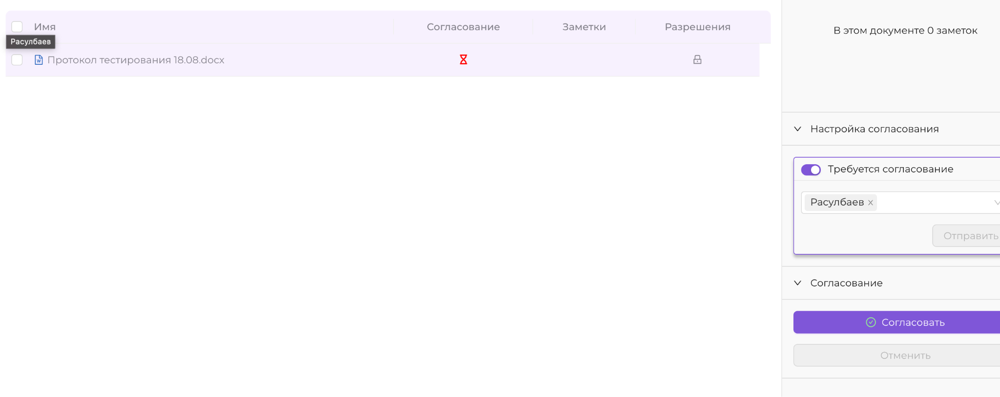 Имя Согласование Заметки Разрешения
Расулбаев
Протокол тестирования 18.08.docx
В этом документе 0 заметок
Настройка согласования
Требуется согласование
Расулбаев
Отправить
Согласование
Согласовать
Отменить